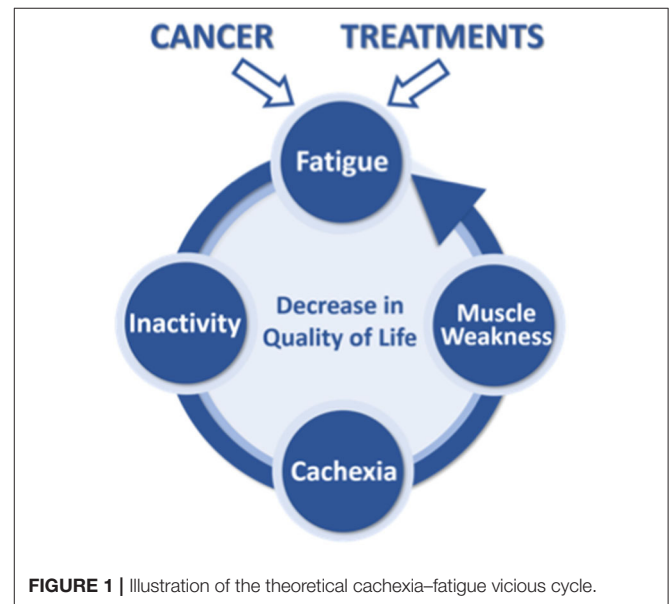 CANCER TREATMENTS
Fatigue
Inactivity
Decrease in
Quality of Life
Muscle
Weakness
Cachexia
FIGURE 1 | Illustration of the theoretical cachexia–fatigue vicious cycle.